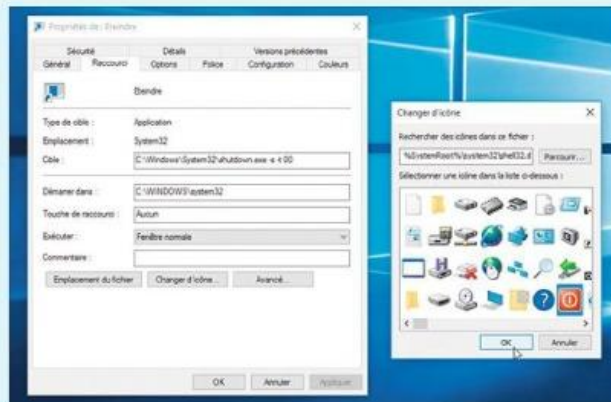 Propriétés de : Eteindre
Sécurité Détails Versions précédentes
Général Raccourci Options Police Configuration Couleurs
Eteindre
Type de cible : Application
Emplacement : System32
Cible : C:\Windows\System32\shutdown.exe -s -t 00
Démarrer dans : C:\WINDOWS\system32
Touche de raccourci : Aucun
Exécuter : Fenêtre normale
Commentaire :
Emplacement du fichier Changer d'icône... Avancé...
OK Annuler Appliquer
Changer d'icône
Rechercher des icônes dans ce fichier :
%SystemRoot%\system32\shell32.d Parcourir...
Sélectionner une icône dans la liste ci-dessous :
OK Annuler